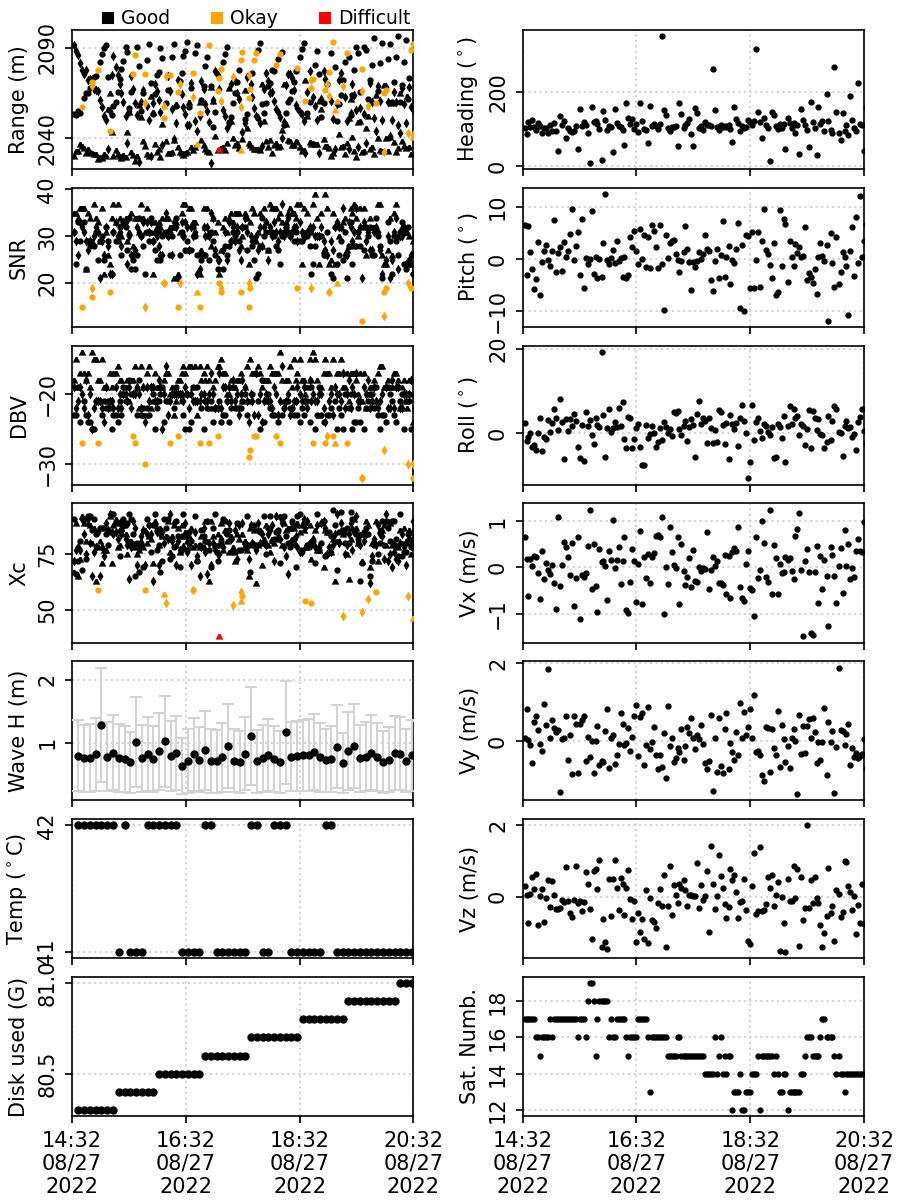 Good Okay Difficult
Range (m) 2090 2040
Heading (°) 200 0
SNR 40 30 20
Pitch (°) 10 0 −10
DBV −20 −30
Roll (°) 20 0
Xc 75 50
Vx (m/s) 1 0 −1
Wave H (m) 2 1
Vy (m/s) 2 0
Temp (°C) 42 41
Vz (m/s) 2 0
Disk used (G) 81.0 80.5
Sat. Numb. 18 16 14 12
14:32 16:32 18:32 20:32 14:32 16:32 18:32 20:32
08/27 08/27 08/27 08/27 08/27 08/27 08/27 08/27
2022 2022 2022 2022 2022 2022 2022 2022